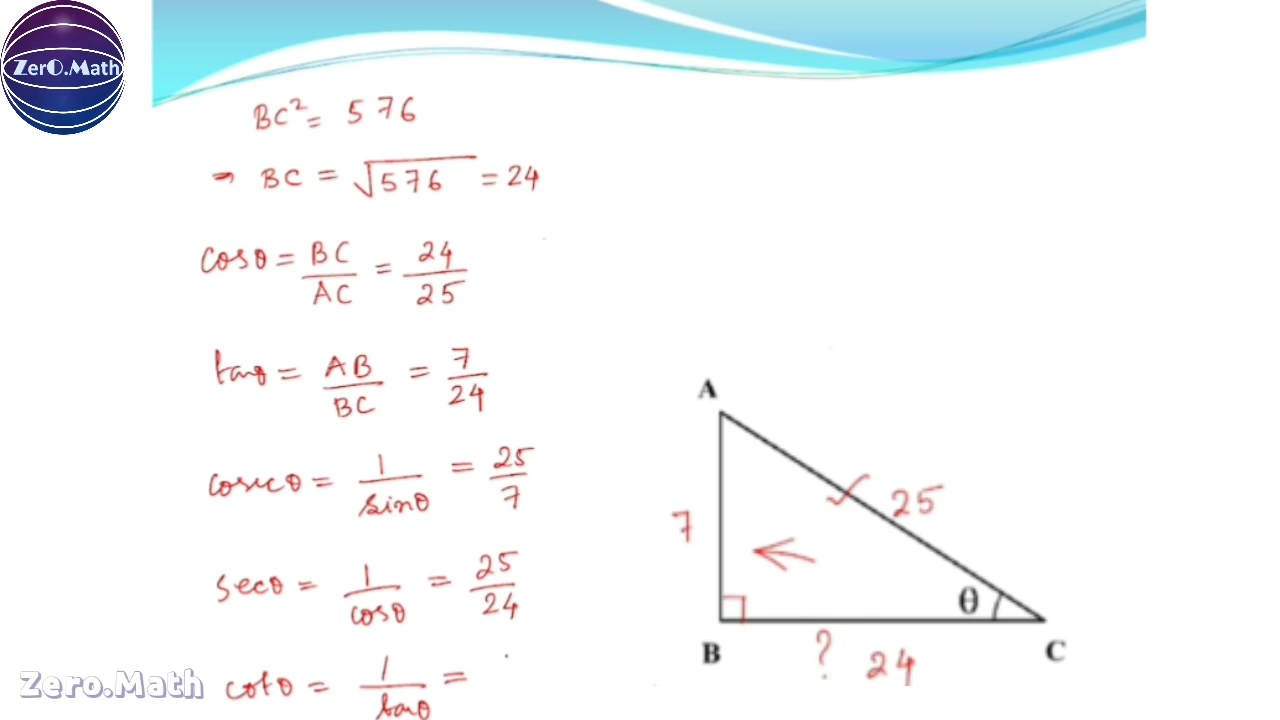 ZerO.Math
BC² = 576
⇒ BC = √576 = 24
cosθ = BC/AC = 24/25
tanθ = AB/BC = 7/24
cosecθ = 1/sinθ = 25/7
secθ = 1/cosθ = 25/24
cotθ = 1/tanθ =
A
7
25
θ
B
?
24
C
Zero.Math